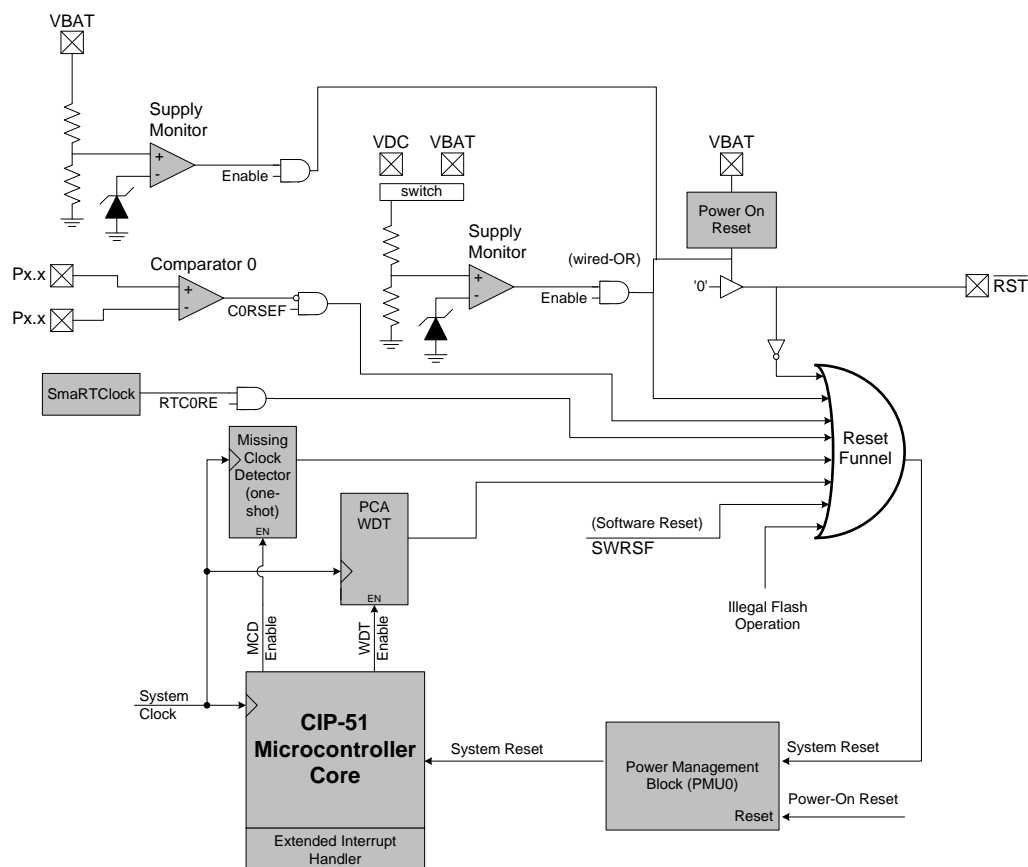 VBAT
Supply
Monitor
+
-
Enable
VDC
VBAT
switch
Supply
Monitor
+
-
Enable
(wired-OR)
VBAT
Power On
Reset
'0'
RST
Px.x
Px.x
Comparator 0
+
-
C0RSEF
SmaRTClock
RTC0RE
Missing
Clock
Detector
(one-
shot)
EN
PCA
WDT
EN
(Software Reset)
SWRSF
Illegal Flash
Operation
Reset
Funnel
MCD
Enable
WDT
Enable
System
Clock
CIP-51
Microcontroller
Core
Extended Interrupt
Handler
System Reset
Power Management
Block (PMU0)
Reset
System Reset
Power-On Reset